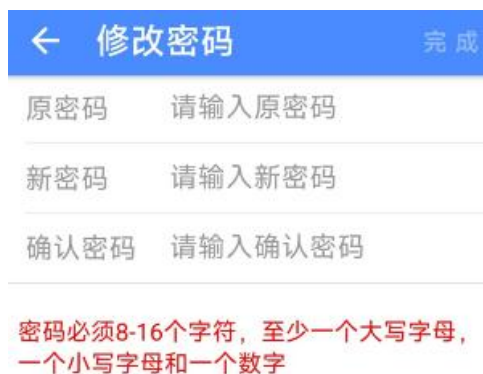 修改密码 完成
原密码 请输入原密码
新密码 请输入新密码
确认密码 请输入确认密码
密码必须8-16个字符，至少一个大写字母，
一个小写字母和一个数字